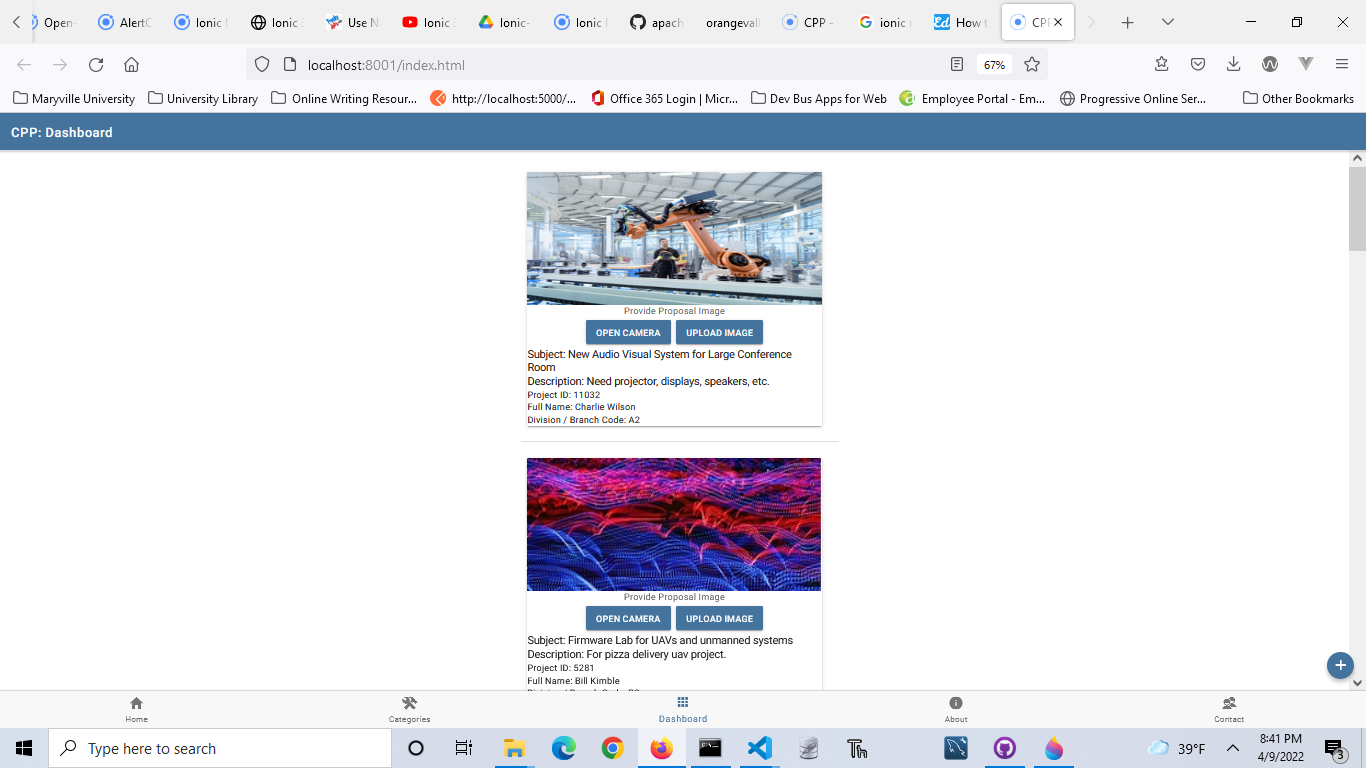 Open-
AlertC
Ionic
Ionic
Use N
Ionic
Ionic-
Ionic
apach
orangevall
CPP -
ionic
How t
CPP
localhost:8001/index.html
67%
Maryville University
University Library
Online Writing Resour...
http://localhost:5000/...
Office 365 Login | Micr...
Dev Bus Apps for Web
Employee Portal - Em...
Progressive Online Ser...
Other Bookmarks
CPP: Dashboard
Provide Proposal Image
OPEN CAMERA
UPLOAD IMAGE
Subject: New Audio Visual System for Large Conference
Room
Description: Need projector, displays, speakers, etc.
Project ID: 11032
Full Name: Charlie Wilson
Division / Branch Code: A2
Provide Proposal Image
OPEN CAMERA
UPLOAD IMAGE
Subject: Firmware Lab for UAVs and unmanned systems
Description: For pizza delivery uav project.
Project ID: 5281
Full Name: Bill Kimble
Home
Categories
Dashboard
About
Contact
Type here to search
39°F
8:41 PM
4/9/2022
3